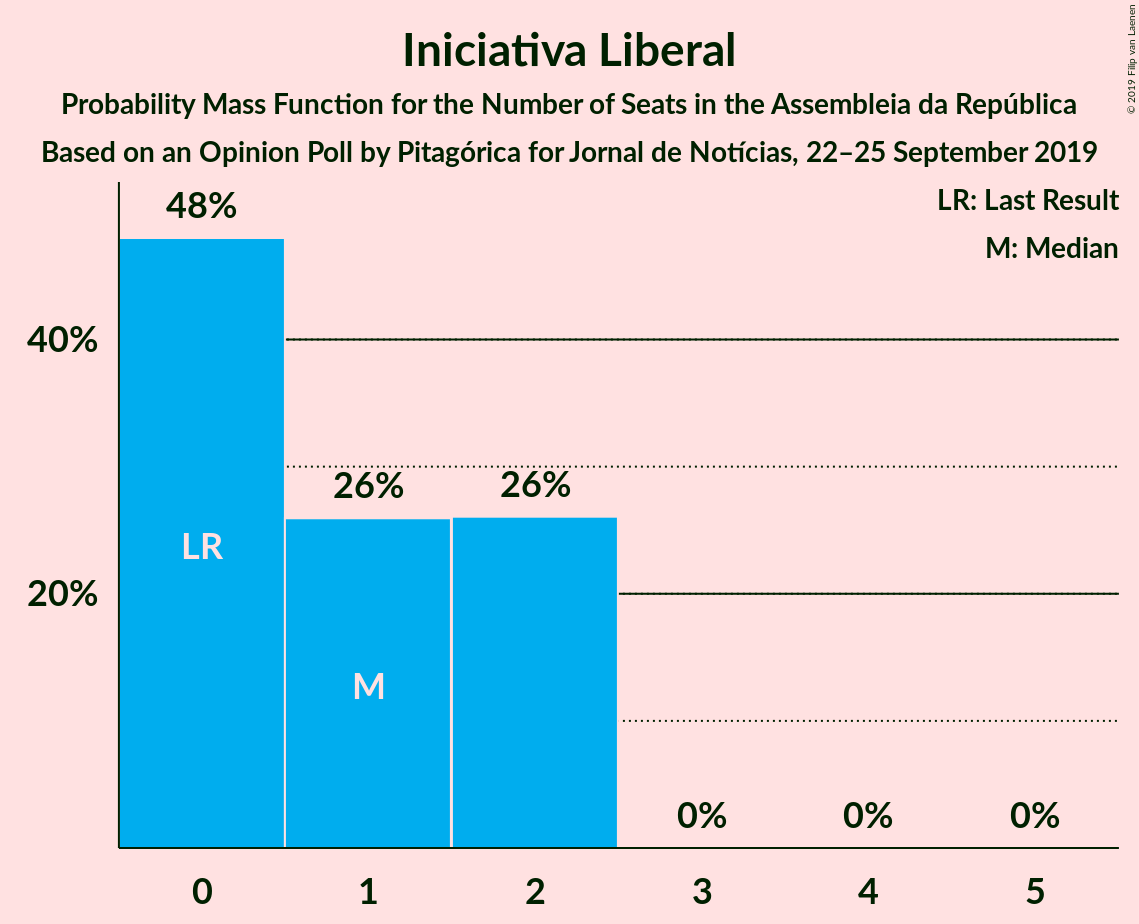 Iniciativa Liberal
Probability Mass Function for the Number of Seats in the Assembleia da República
Based on an Opinion Poll by Pitagórica for Jornal de Notícias, 22–25 September 2019
© 2019 Filip van Laenen
LR: Last Result
M: Median
48%
40%
26%
26%
LR
20%
M
0%
0%
0%
0
1
2
3
4
5